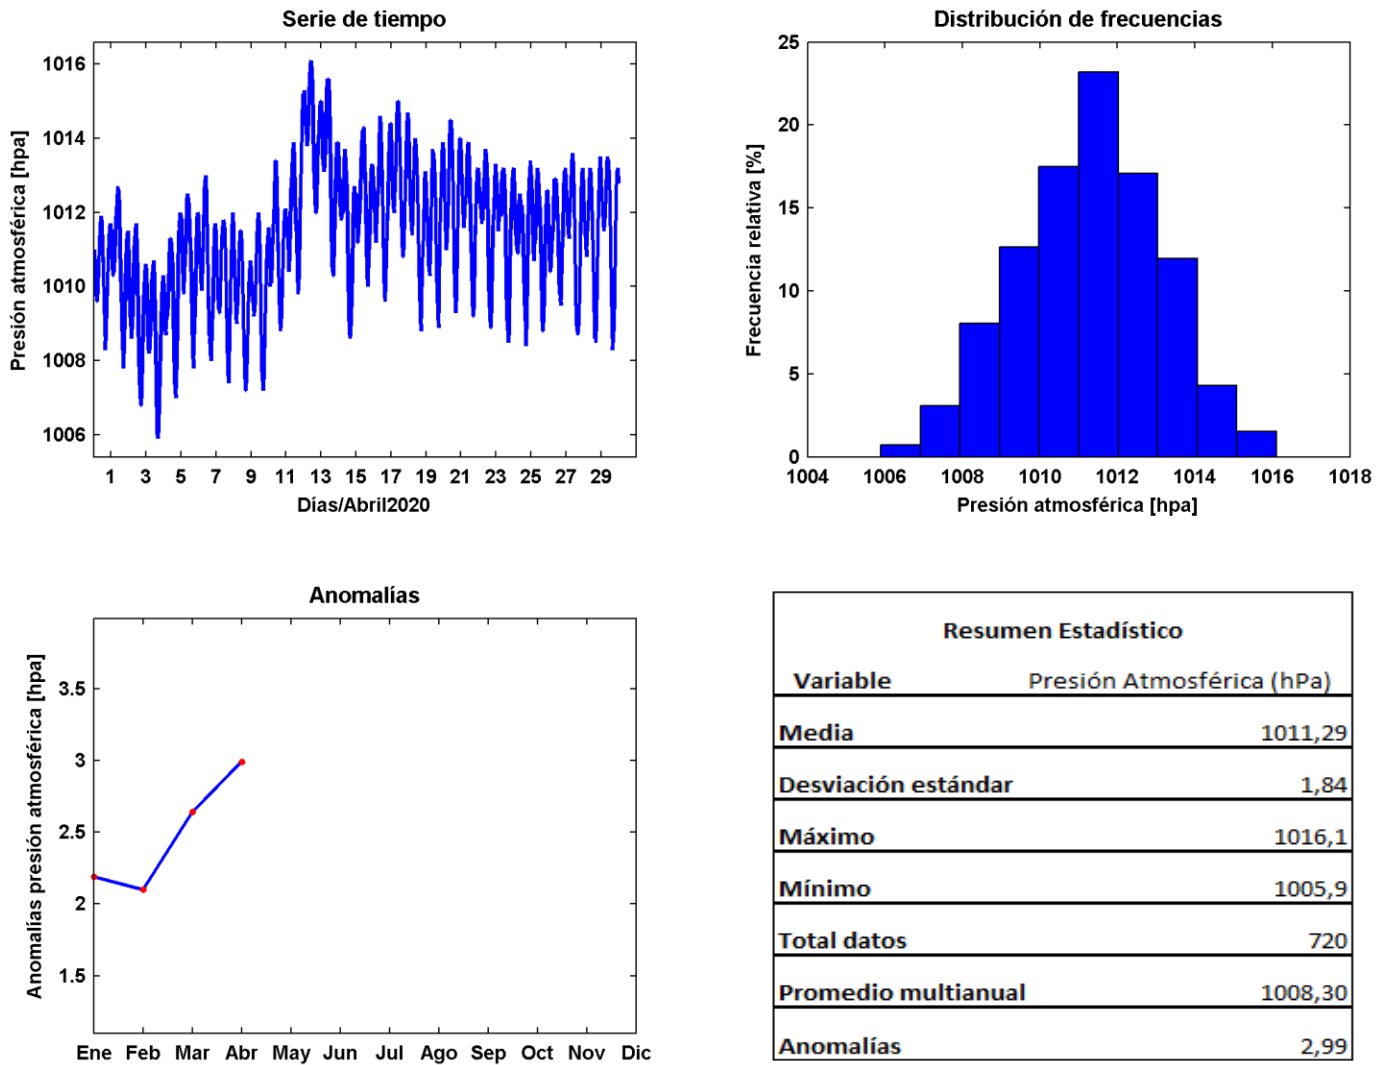 Serie de tiempo
Presión atmosférica [hpa]
1016
1014
1012
1010
1008
1006
1 3 5 7 9 11 13 15 17 19 21 23 25 27 29
Días/Abril2020
Distribución de frecuencias
Frecuencia relativa [%]
25
20
15
10
5
0
1004 1006 1008 1010 1012 1014 1016 1018
Presión atmosférica [hpa]
Anomalías
Anomalías presión atmosférica [hpa]
3.5
3
2.5
2
1.5
Ene Feb Mar Abr May Jun Jul Ago Sep Oct Nov Dic
Resumen Estadístico
Variable Presión Atmosférica (hPa)
Media 1011,29
Desviación estándar 1,84
Máximo 1016,1
Mínimo 1005,9
Total datos 720
Promedio multianual 1008,30
Anomalías 2,99